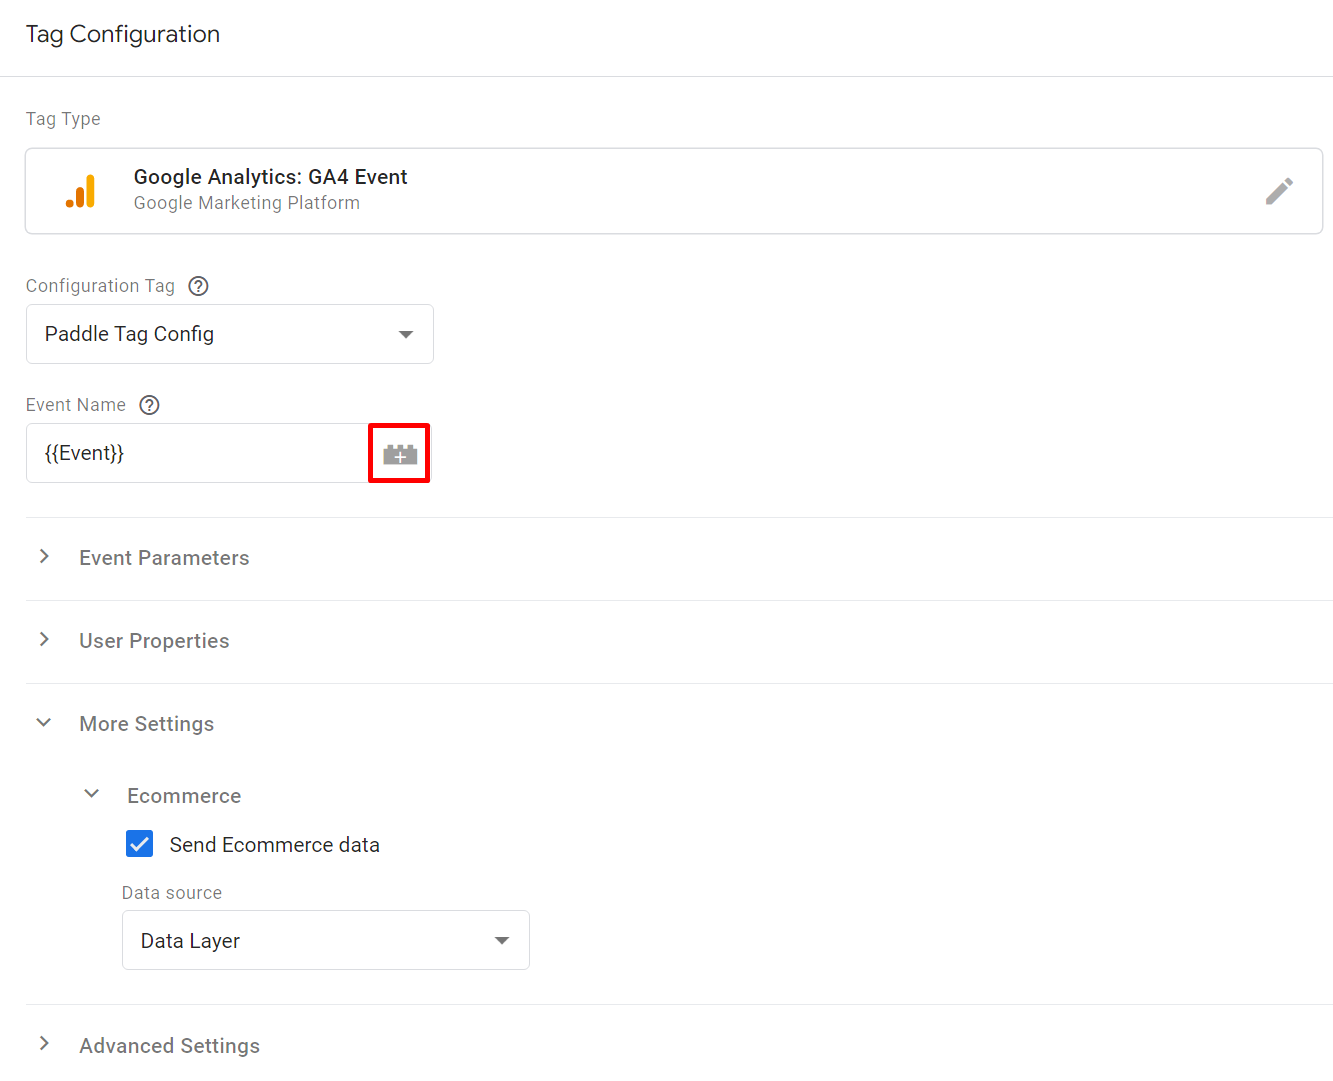 Tag Configuration
Tag Type
Google Analytics: GA4 Event
Google Marketing Platform
Configuration Tag
Paddle Tag Config
Event Name
{{Event}}
Event Parameters
User Properties
More Settings
Ecommerce
Send Ecommerce data
Data source
Data Layer
Advanced Settings